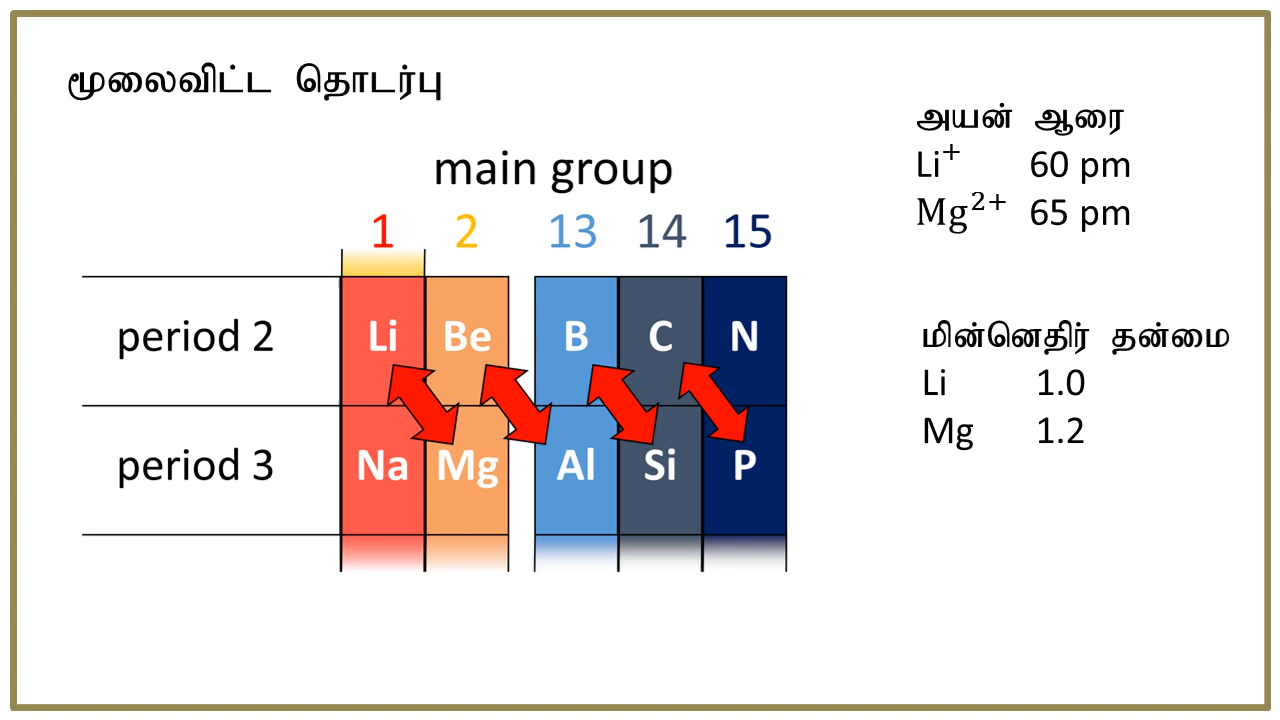 மூலைவிட்ட தொடர்பு
main group
1 2 13 14 15
period 2 Li Be B C N
period 3 Na Mg Al Si P
அயன் ஆரை
Li⁺ 60 pm
Mg²⁺ 65 pm
மின்னெதிர் தன்மை
Li 1.0
Mg 1.2